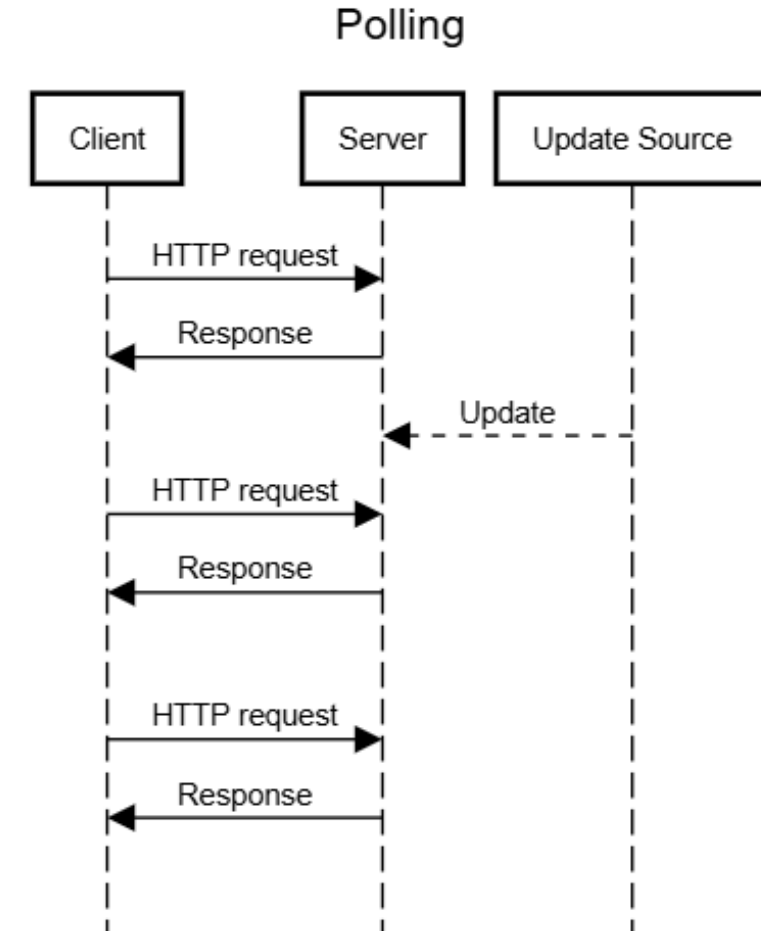 Polling
Client
Server
Update Source
HTTP request
Response
Update
HTTP request
Response
HTTP request
Response